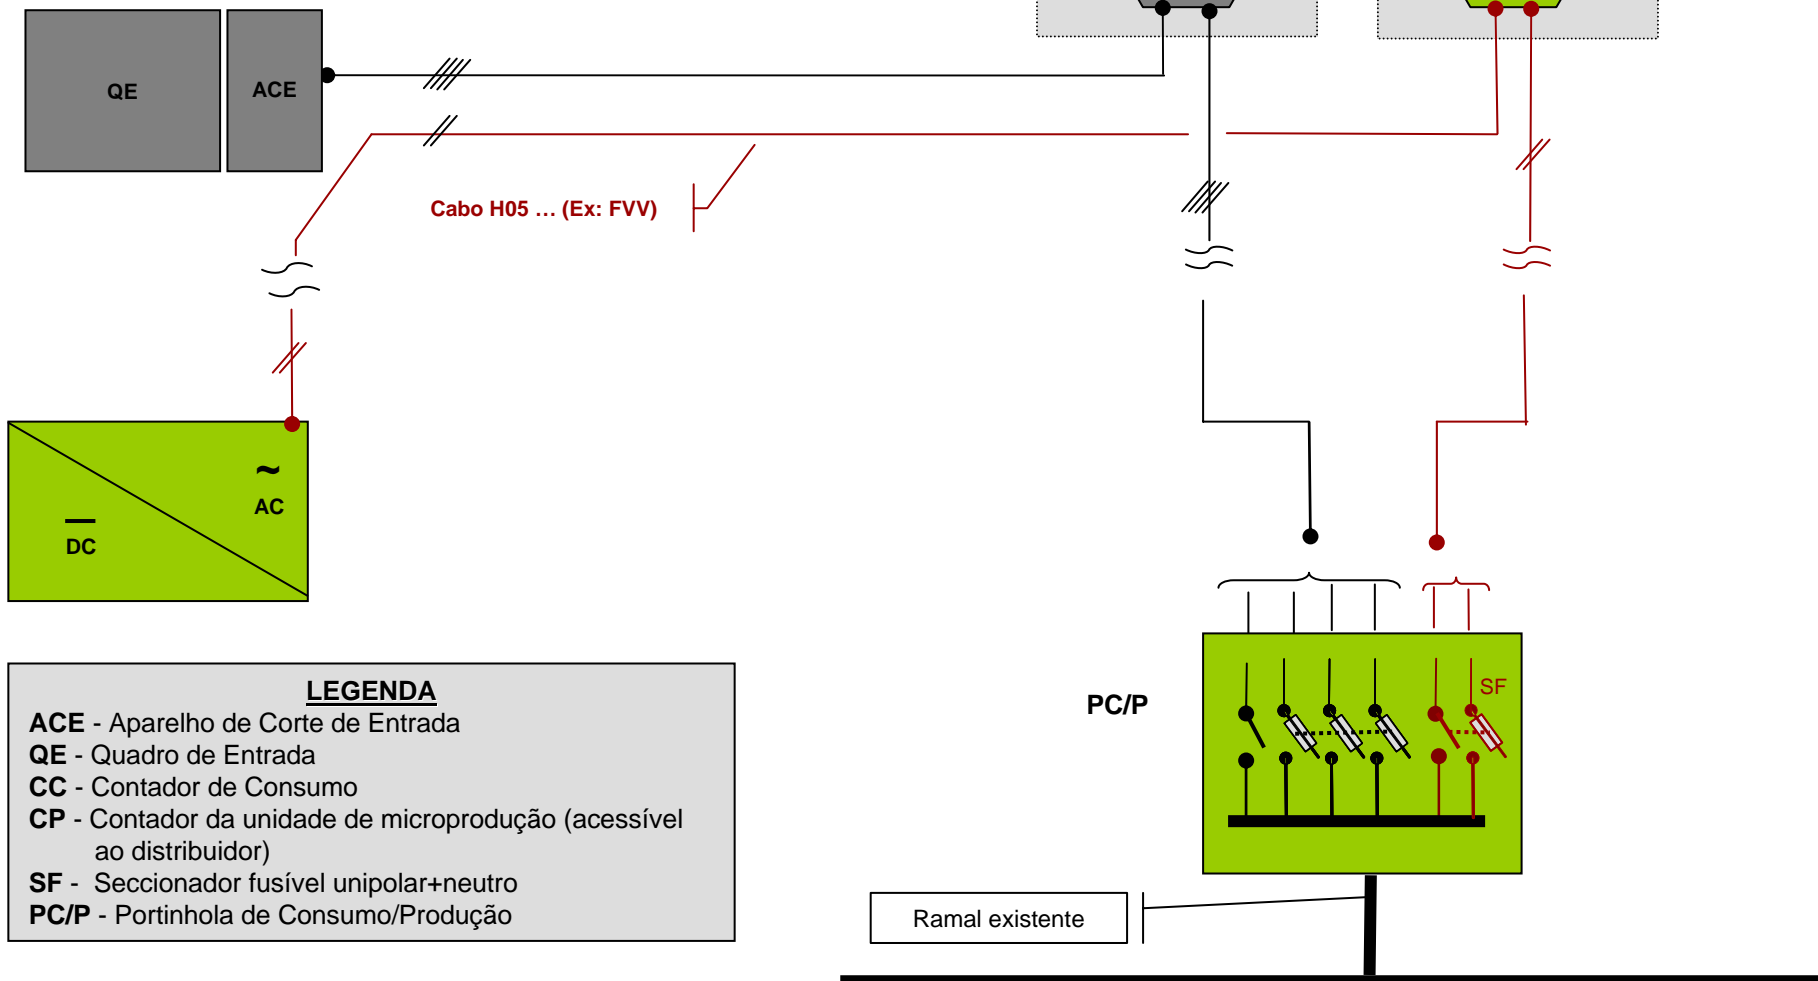 QE
ACE
Cabo H05 … (Ex: FVV)
~
AC
DC
LEGENDA
ACE - Aparelho de Corte de Entrada
QE - Quadro de Entrada
CC - Contador de Consumo
CP - Contador da unidade de microprodução (acessível
ao distribuidor)
SF - Seccionador fusível unipolar+neutro
PC/P - Portinhola de Consumo/Produção
PC/P
SF
Ramal existente